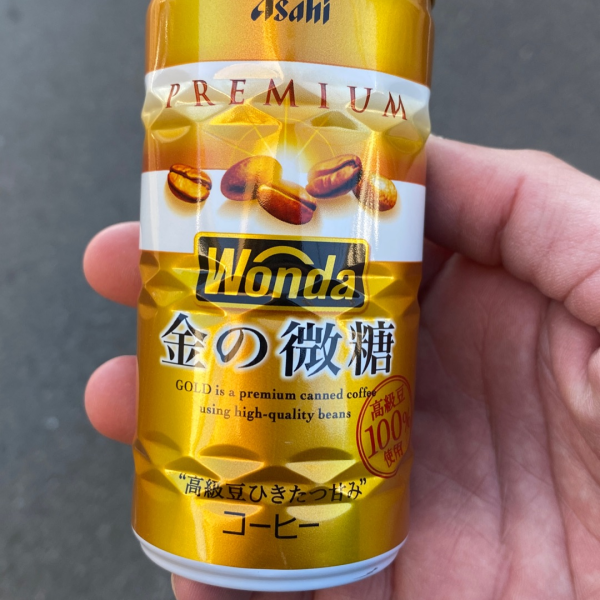 Asahi
PREMIUM
Wonda
金の微糖
GOLD is a premium canned coffee
using high-quality beans
高級豆
100%
使用
“高級豆ひきたつ甘み”
コーヒー